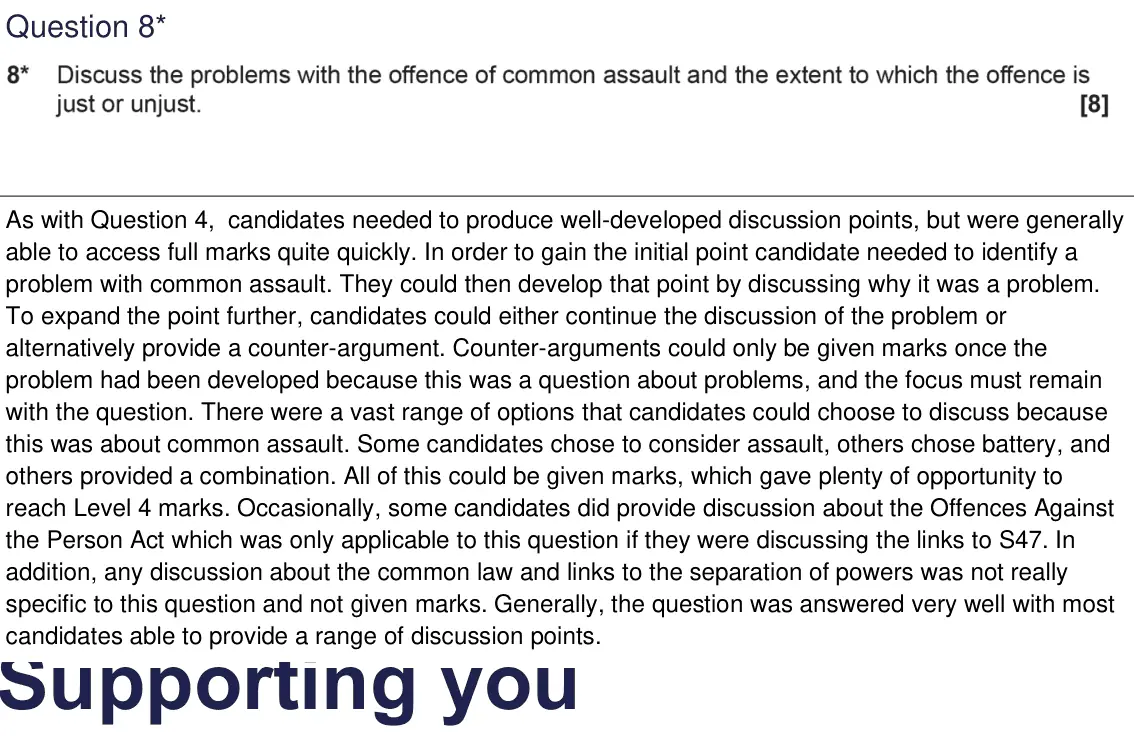 Question 8*
8* Discuss the problems with the offence of common assault and the extent to which the offence is
just or unjust. [8]
As with Question 4,  candidates needed to produce well-developed discussion points, but were generally
able to access full marks quite quickly. In order to gain the initial point candidate needed to identify a
problem with common assault. They could then develop that point by discussing why it was a problem.
To expand the point further, candidates could either continue the discussion of the problem or
alternatively provide a counter-argument. Counter-arguments could only be given marks once the
problem had been developed because this was a question about problems, and the focus must remain
with the question. There were a vast range of options that candidates could choose to discuss because
this was about common assault. Some candidates chose to consider assault, others chose battery, and
others provided a combination. All of this could be given marks, which gave plenty of opportunity to
reach Level 4 marks. Occasionally, some candidates did provide discussion about the Offences Against
the Person Act which was only applicable to this question if they were discussing the links to S47. In
addition, any discussion about the common law and links to the separation of powers was not really
specific to this question and not given marks. Generally, the question was answered very well with most
candidates able to provide a range of discussion points.
Supporting you